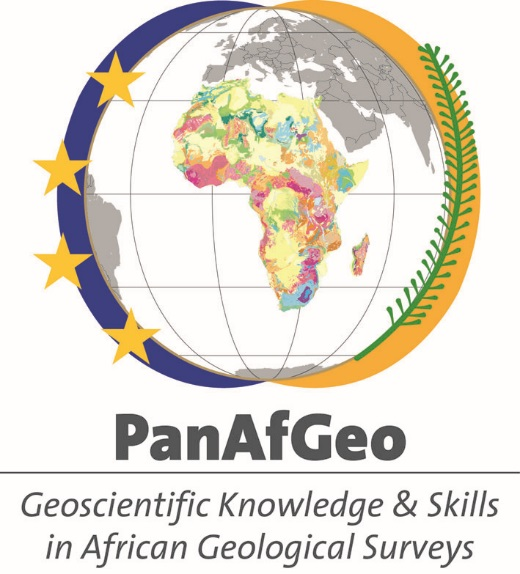 PanAfGeo
Geoscientific Knowledge & Skills
in African Geological Surveys